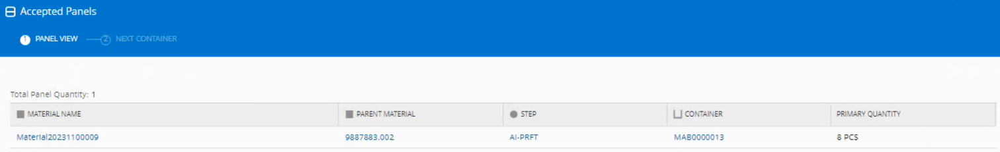 Accepted Panels
1 PANEL VIEW 2 NEXT CONTAINER
Total Panel Quantity: 1
MATERIAL NAME PARENT MATERIAL STEP CONTAINER PRIMARY QUANTITY
Material20231100009 9887883.002 AI-PRFT MAB0000013 8 PCS